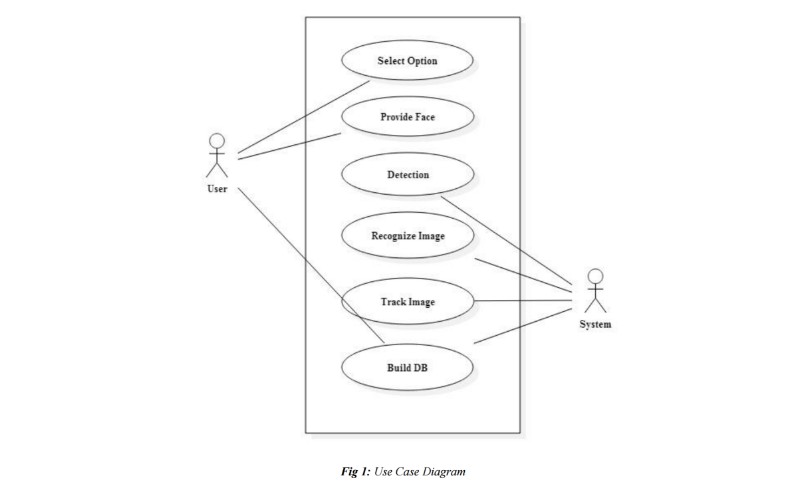 Select Option
Provide Face
Detection
User
Recognize Image
Track Image
System
Build DB
Fig 1: Use Case Diagram